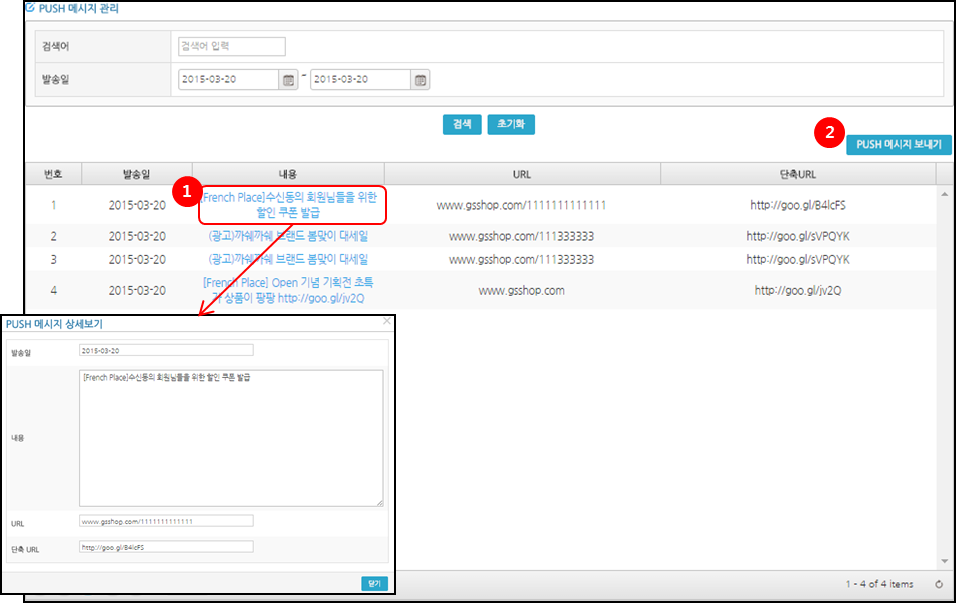 PUSH 메시지 관리
검색어
검색어 입력
발송일
2015-03-20
-
2015-03-20
검색
초기화
2
PUSH 메시지 보내기
번호
발송일
내용
URL
단축URL
1
1
2015-03-20
[French Place]수신동의 회원님들을 위한
할인 쿠폰 발급
www.gsshop.com/1111111111111
http://goo.gl/B4lcFS
2
2015-03-20
(광고)까쉐까쉐 브랜드 봄맞이 대세일
www.gsshop.com/111333333
http://goo.gl/sVPQYK
3
2015-03-20
(광고)까쉐까쉐 브랜드 봄맞이 대세일
www.gsshop.com/111333333
http://goo.gl/sVPQYK
4
2015-03-20
[French Place] Open 기념 기획전 초특
가 상품이 팡팡 http://goo.gl/jv2Q
www.gsshop.com
http://goo.gl/jv2Q
PUSH 메시지 상세보기
발송일
2015-03-20
내용
[French Place]수신동의 회원님들을 위한 할인 쿠폰 발급
URL
www.gsshop.com/1111111111111
단축 URL
http://goo.gl/B4lcFS
닫기
1 - 4 of 4 items